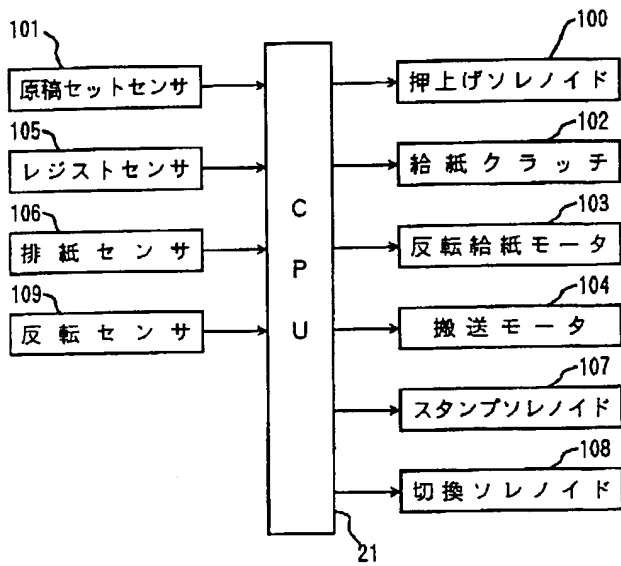 101
原稿セットセンサ
105
レジストセンサ
106
排紙センサ
109
反転センサ
CPU
21
100
押上げソレノイド
102
給紙クラッチ
103
反転給紙モータ
104
搬送モータ
107
スタンプソレノイド
108
切換ソレノイド